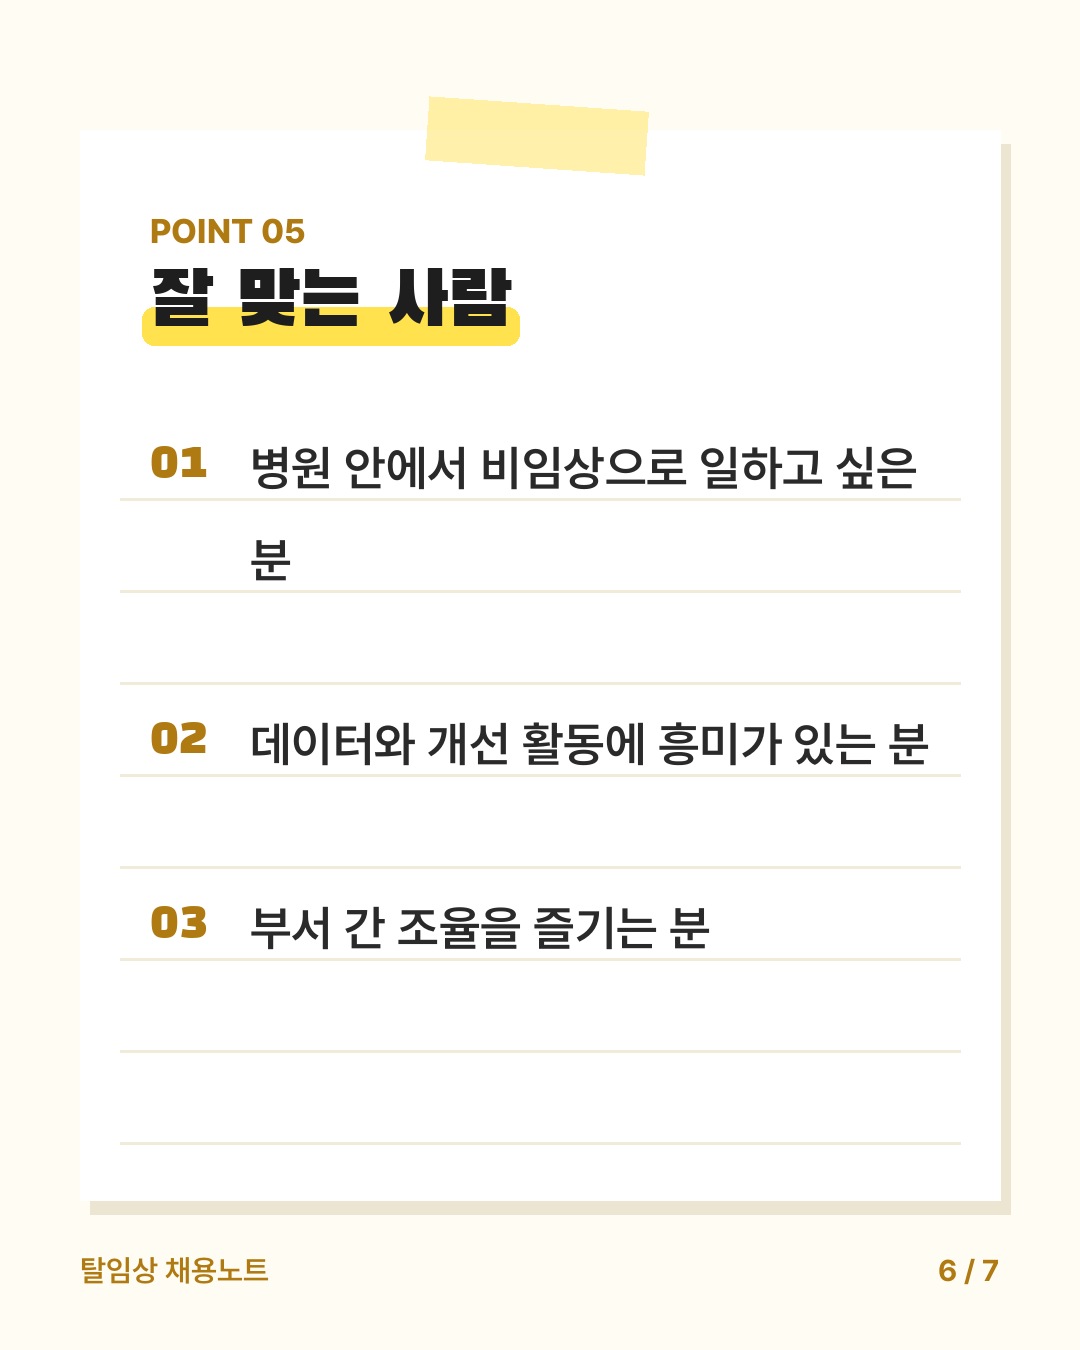 POINT 05
잘 맞는 사람
01 병원 안에서 비임상으로 일하고 싶은
분
02 데이터와 개선 활동에 흥미가 있는 분
03 부서 간 조율을 즐기는 분
탈임상 채용노트
6 / 7